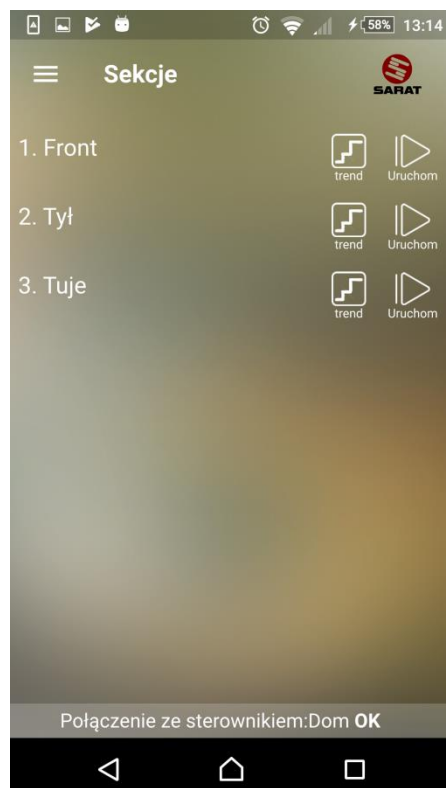 58% 13:14
Sekcje
SARAT
1. Front
trend Uruchom
2. Tył
trend Uruchom
3. Tuje
trend Uruchom
Połączenie ze sterownikiem:Dom OK